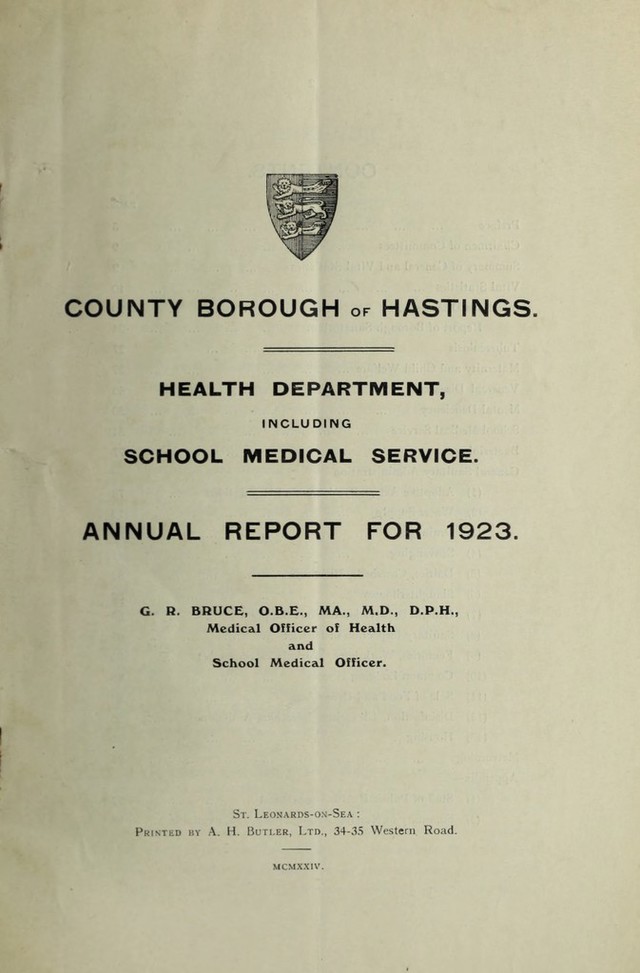 COUNTY BOROUGH OF HASTINGS.
HEALTH DEPARTMENT,
INCLUDING
SCHOOL MEDICAL SERVICE.
ANNUAL REPORT FOR 1923.
G. R. BRUCE, O.B.E., MA., M.D., D.P.H.,
Medical Officer of Health
and
School Medical Officer.
St. Leonards-on-Sea :
Printed by A. H. Butler, Ltd., 34-35 Western Road.
MCMXXIV.